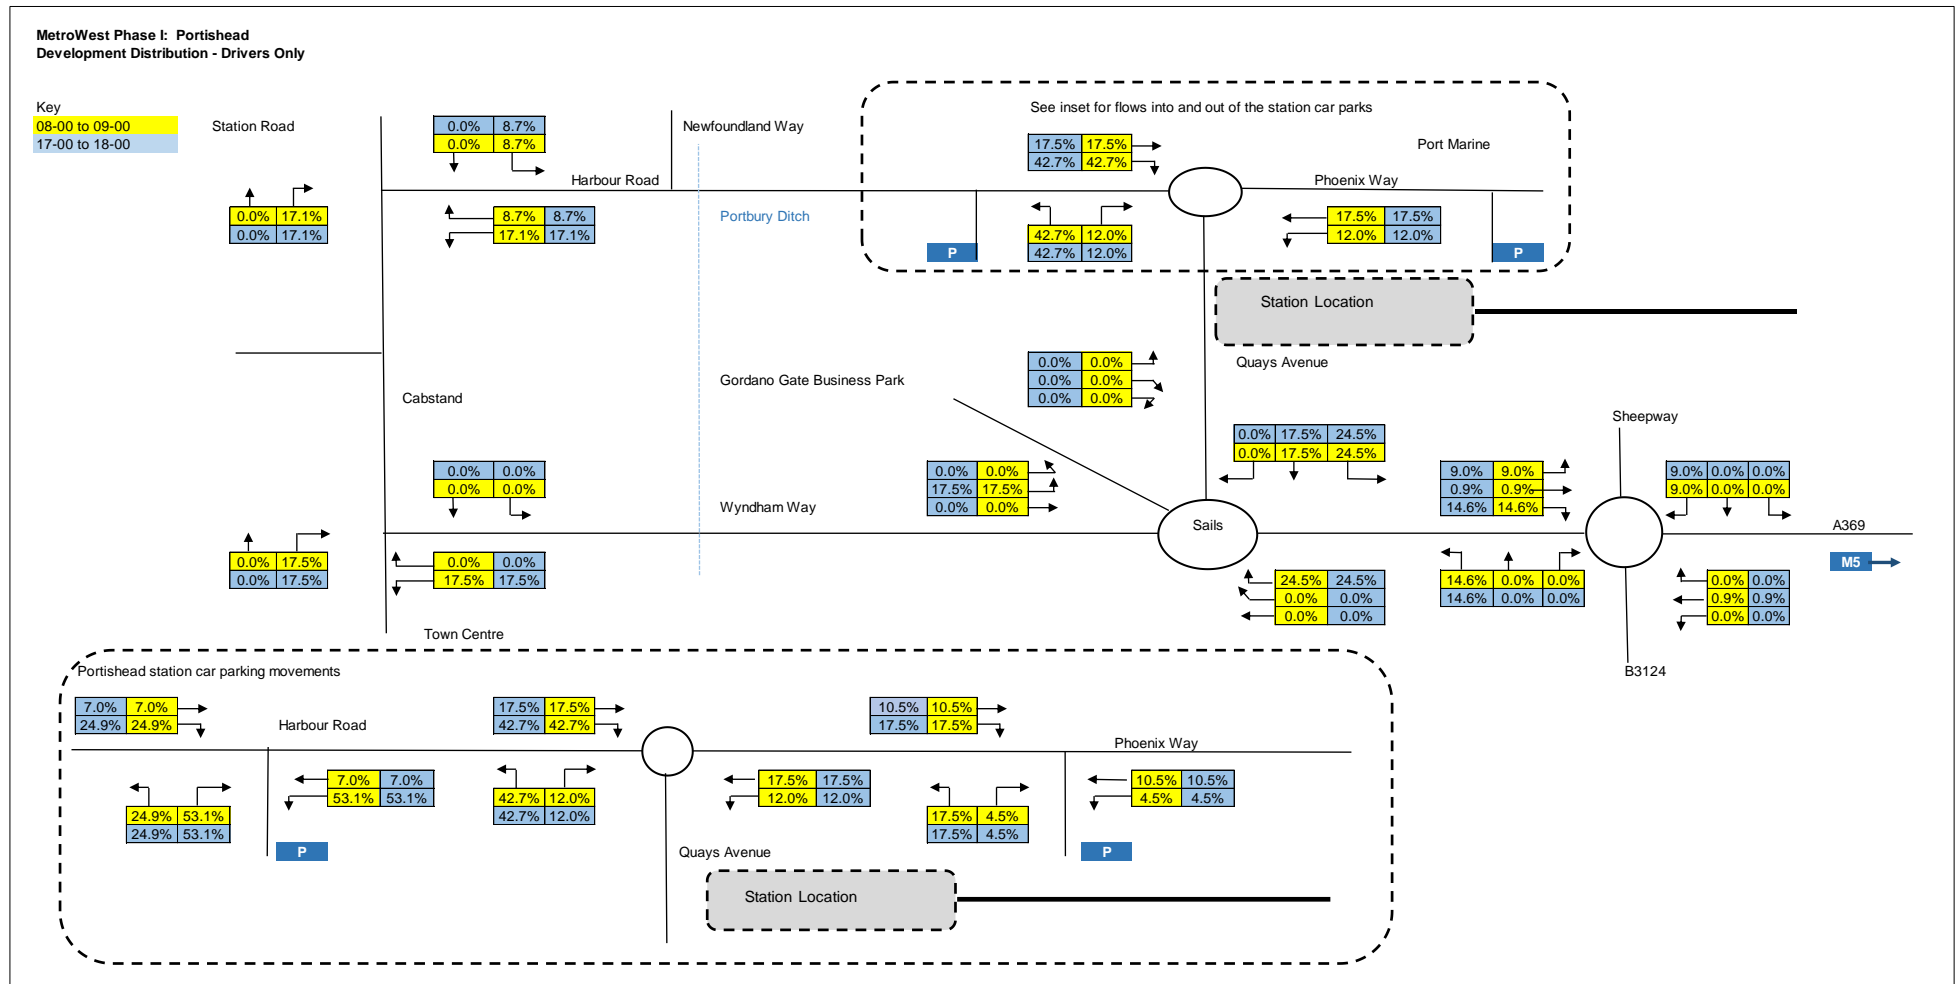 MetroWest Phase I: Portishead
Development Distribution - Drivers Only
Key
08-00 to 09-00
17-00 to 18-00
Station Road
0.0% 8.7%
0.0% 8.7%
Newfoundland Way
See inset for flows into and out of the station car parks
17.5% 17.5%
42.7% 42.7%
Port Marine
Harbour Road
Phoenix Way
0.0% 17.1%
0.0% 17.1%
8.7% 8.7%
17.1% 17.1%
Portbury Ditch
P
42.7% 12.0%
42.7% 12.0%
17.5% 17.5%
12.0% 12.0%
P
Station Location
Quays Avenue
Gordano Gate Business Park
0.0% 0.0%
0.0% 0.0%
0.0% 0.0%
Cabstand
Sheepway
0.0% 17.5% 24.5%
0.0% 17.5% 24.5%
0.0% 0.0%
0.0% 0.0%
Wyndham Way
0.0% 0.0%
17.5% 17.5%
0.0% 0.0%
Sails
9.0% 9.0%
0.9% 0.9%
14.6% 14.6%
9.0% 0.0% 0.0%
9.0% 0.0% 0.0%
A369
M5
0.0% 17.5%
0.0% 17.5%
0.0% 0.0%
17.5% 17.5%
24.5% 24.5%
0.0% 0.0%
0.0% 0.0%
14.6% 0.0% 0.0%
14.6% 0.0% 0.0%
0.0% 0.0%
0.9% 0.9%
0.0% 0.0%
Town Centre
B3124
Portishead station car parking movements
7.0% 7.0%
24.9% 24.9%
Harbour Road
17.5% 17.5%
42.7% 42.7%
10.5% 10.5%
17.5% 17.5%
Phoenix Way
24.9% 53.1%
24.9% 53.1%
7.0% 7.0%
53.1% 53.1%
42.7% 12.0%
42.7% 12.0%
17.5% 17.5%
12.0% 12.0%
17.5% 4.5%
17.5% 4.5%
10.5% 10.5%
4.5% 4.5%
P
Quays Avenue
P
Station Location